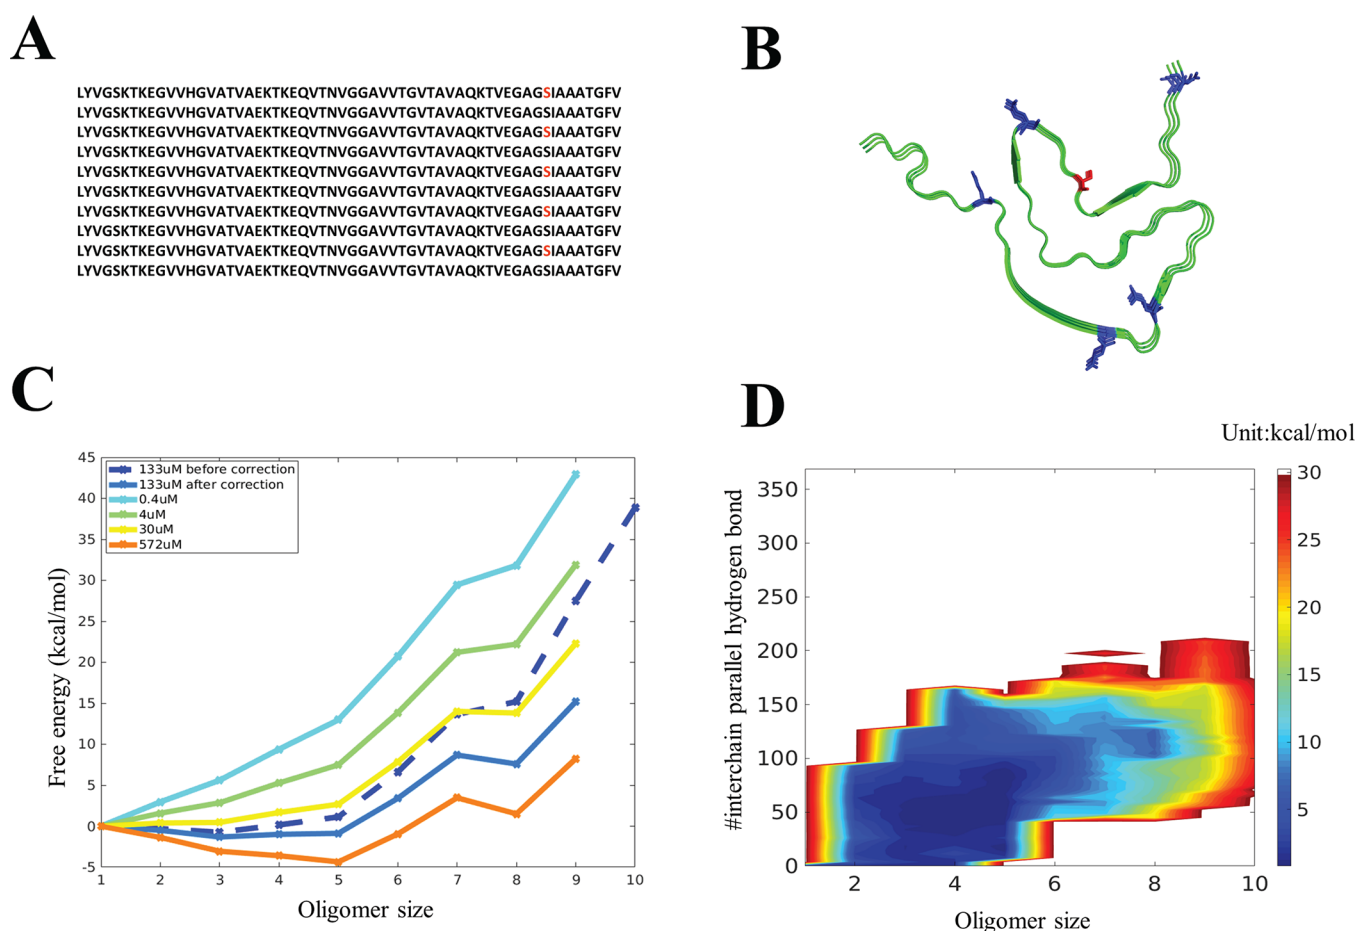 A
LYVGSKTKEGVVHGVATVAEKTKEQVTNVGGAVVTGVTAVAQKTVEGAGSIAAATGFV
LYVGSKTKEGVVHGVATVAEKTKEQVTNVGGAVVTGVTAVAQKTVEGAGSIAAATGFV
LYVGSKTKEGVVHGVATVAEKTKEQVTNVGGAVVTGVTAVAQKTVEGAGSIAAATGFV
LYVGSKTKEGVVHGVATVAEKTKEQVTNVGGAVVTGVTAVAQKTVEGAGSIAAATGFV
LYVGSKTKEGVVHGVATVAEKTKEQVTNVGGAVVTGVTAVAQKTVEGAGSIAAATGFV
LYVGSKTKEGVVHGVATVAEKTKEQVTNVGGAVVTGVTAVAQKTVEGAGSIAAATGFV
LYVGSKTKEGVVHGVATVAEKTKEQVTNVGGAVVTGVTAVAQKTVEGAGSIAAATGFV
LYVGSKTKEGVVHGVATVAEKTKEQVTNVGGAVVTGVTAVAQKTVEGAGSIAAATGFV
LYVGSKTKEGVVHGVATVAEKTKEQVTNVGGAVVTGVTAVAQKTVEGAGSIAAATGFV
LYVGSKTKEGVVHGVATVAEKTKEQVTNVGGAVVTGVTAVAQKTVEGAGSIAAATGFV
B
C
Free energy (kcal/mol)
45
40
35
30
25
20
15
10
5
0
-5
133uM before correction
133uM after correction
0.4uM
4uM
30uM
572uM
1 2 3 4 5 6 7 8 9 10
Oligomer size
D
Unit:kcal/mol
#interchain parallel hydrogen bond
350
300
250
200
150
100
50
0
2 4 6 8 10
Oligomer size
30
25
20
15
10
5